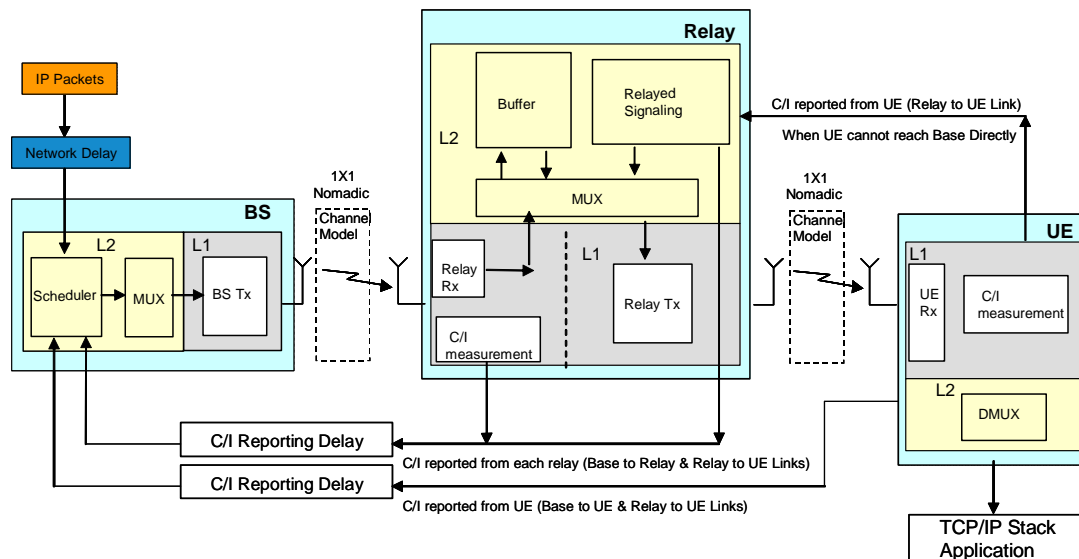 IP Packets
Network Delay
BS
L2
L1
Scheduler
MUX
BS Tx
1X1
Nomadic
Channel
Model
Relay
Buffer
Relayed
Signaling
L2
MUX
L1
Relay
Rx
Relay Tx
C/I
measurement
C/I reported from UE (Relay to UE Link)
When UE cannot reach Base Directly
1X1
Nomadic
Channel
Model
UE
L1
UE
Rx
C/I
measurement
L2
DMUX
C/I Reporting Delay
C/I reported from each relay (Base to Relay & Relay to UE Links)
C/I Reporting Delay
C/I reported from UE (Base to UE & Relay to UE Links)
TCP/IP Stack
Application